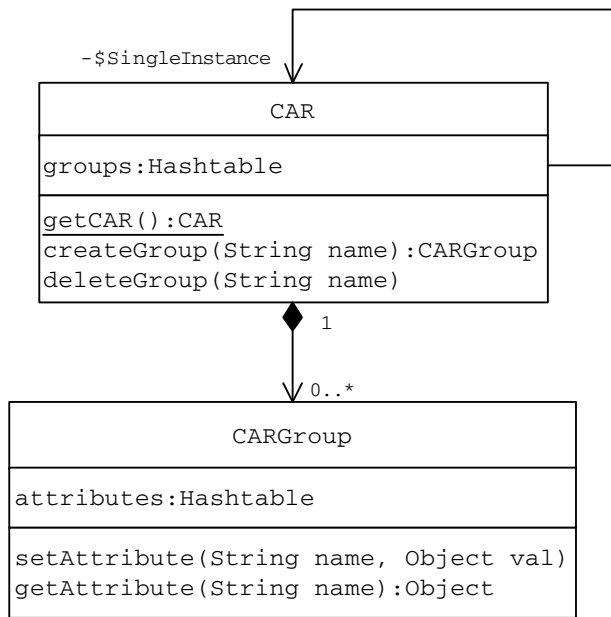 -$SingleInstance
CAR
groups:Hashtable
getCAR():CAR
createGroup(String name):CARGroup
deleteGroup(String name)
1
0..*
CARGroup
attributes:Hashtable
setAttribute(String name, Object val)
getAttribute(String name):Object